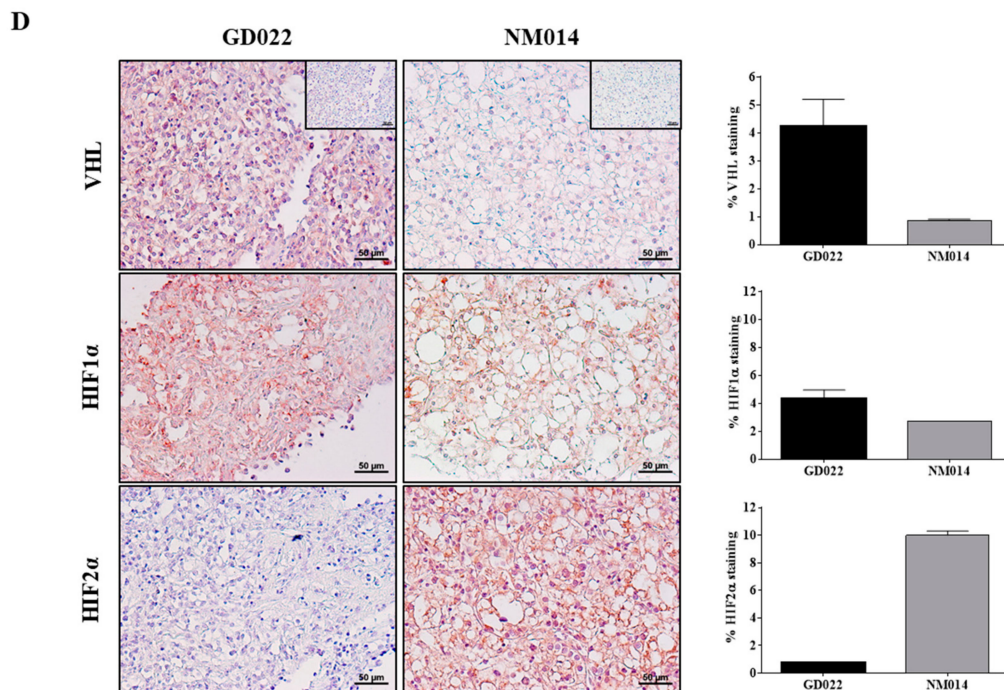 D
GD022
NM014
VHL
50 µm
50 µm
% VHL staining
6
5
4
3
2
1
0
GD022
NM014
HIF1α
50 µm
50 µm
% HIF1α staining
12
10
8
6
4
2
0
GD022
NM014
HIF2α
50 µm
50 µm
% HIF2α staining
12
10
8
6
4
2
0
GD022
NM014